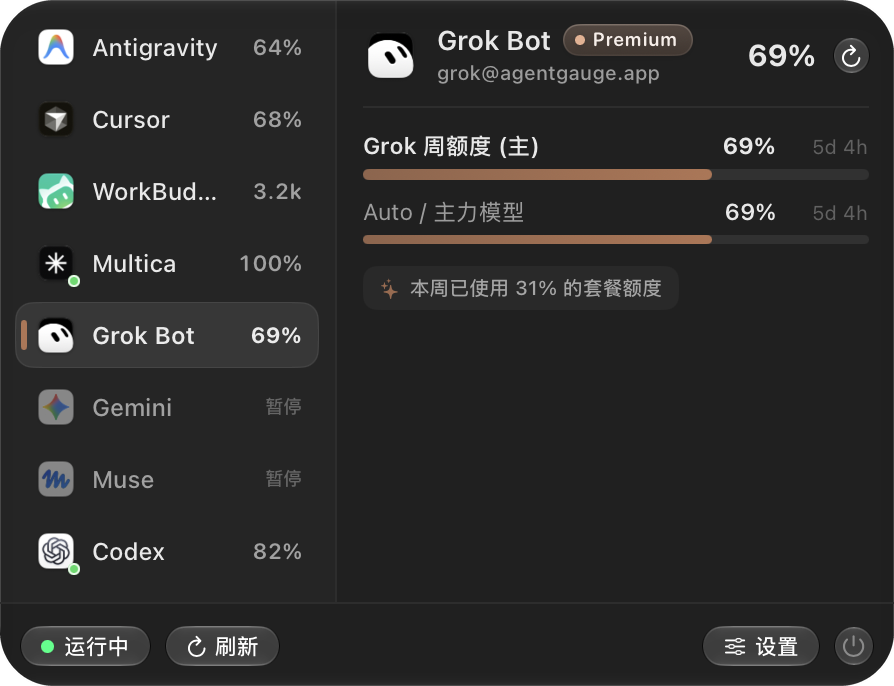 Antigravity 64%
Cursor 68%
WorkBud... 3.2k
Multica 100%
Grok Bot 69%
Gemini 暂停
Muse 暂停
Codex 82%
Grok Bot Premium
grok@agentgauge.app
69%
Grok 周额度 (主) 69% 5d 4h
Auto / 主力模型 69% 5d 4h
本周已使用 31% 的套餐额度
运行中 刷新 设置